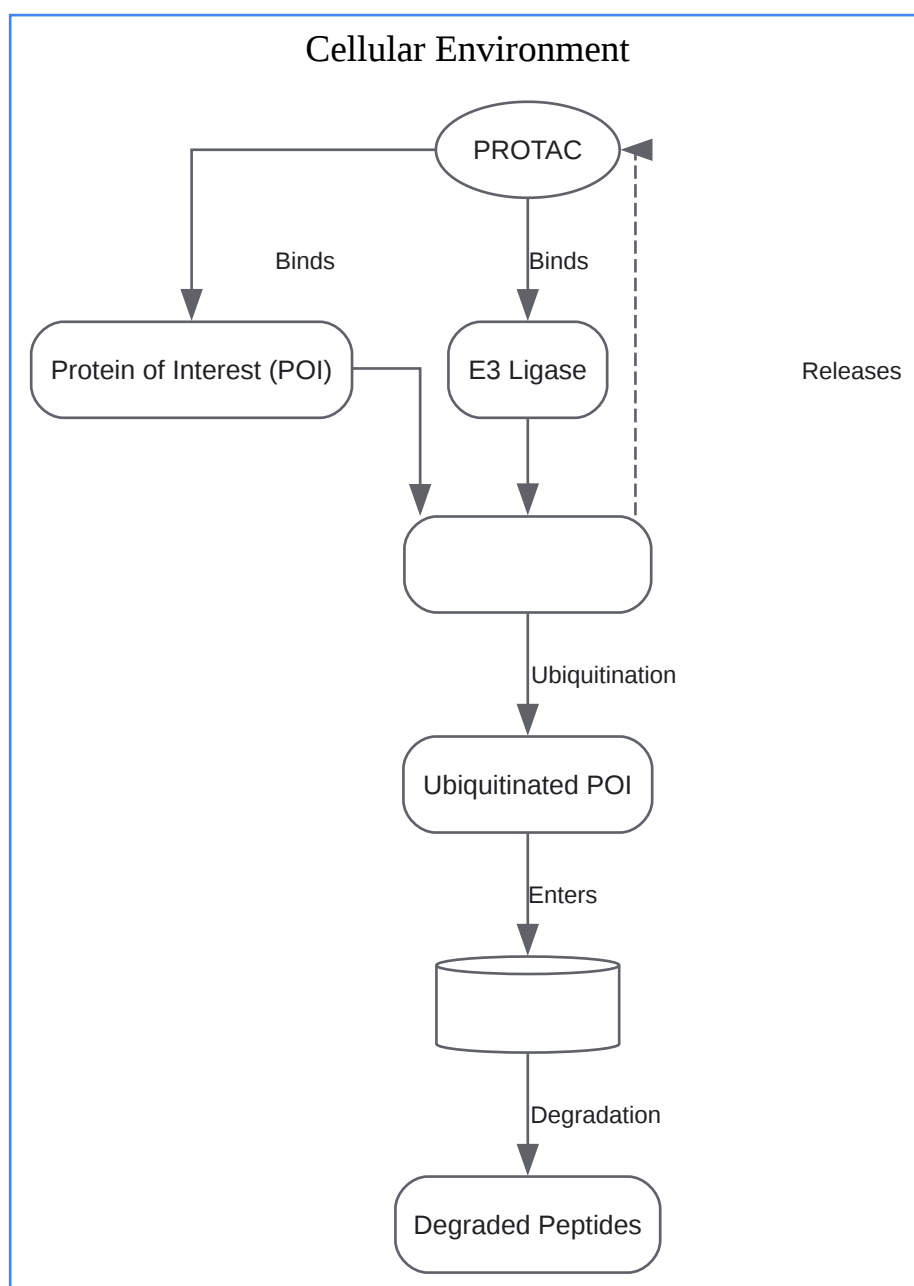 Cellular Environment
PROTAC
Binds
Binds
Protein of Interest (POI)
E3 Ligase
Releases
Ubiquitination
Ubiquitinated POI
Enters
Degradation
Degraded Peptides